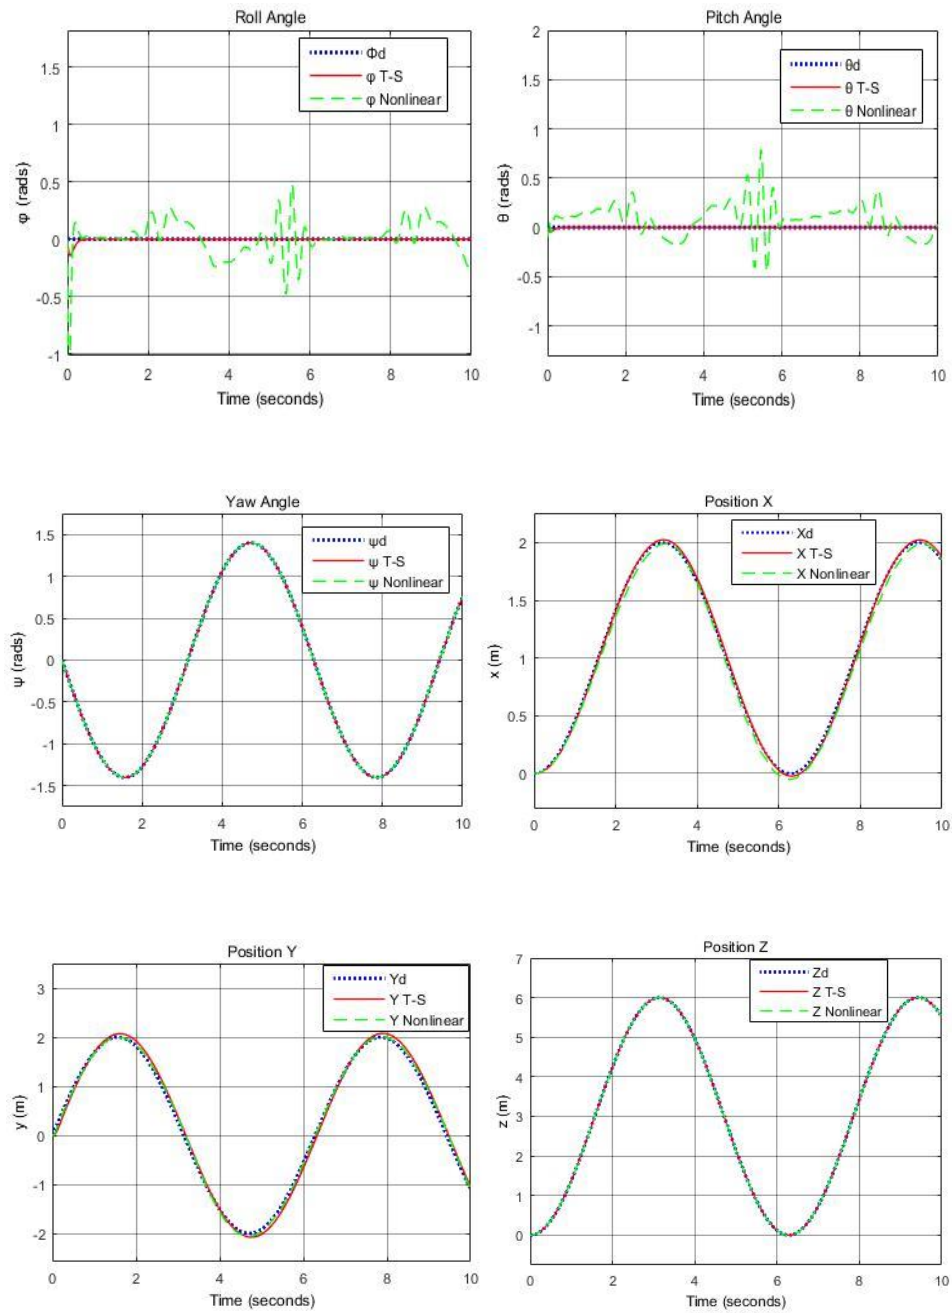 Roll Angle
Φd
φ T-S
φ Nonlinear
φ (rads)
1.5
1
0.5
0
-0.5
-1
0
2
4
6
8
10
Time (seconds)
Pitch Angle
θd
θ T-S
θ Nonlinear
θ (rads)
2
1.5
1
0.5
0
-0.5
-1
0
2
4
6
8
10
Time (seconds)
Yaw Angle
ψd
ψ T-S
ψ Nonlinear
ψ (rads)
1.5
1
0.5
0
-0.5
-1
-1.5
0
2
4
6
8
10
Time (seconds)
Position X
Xd
X T-S
X Nonlinear
x (m)
2
1.5
1
0.5
0
0
2
4
6
8
10
Time (seconds)
Position Y
Yd
Y T-S
Y Nonlinear
y (m)
3
2
1
0
-1
-2
0
2
4
6
8
10
Time (seconds)
Position Z
Zd
Z T-S
Z Nonlinear
z (m)
7
6
5
4
3
2
1
0
0
2
4
6
8
10
Time (seconds)